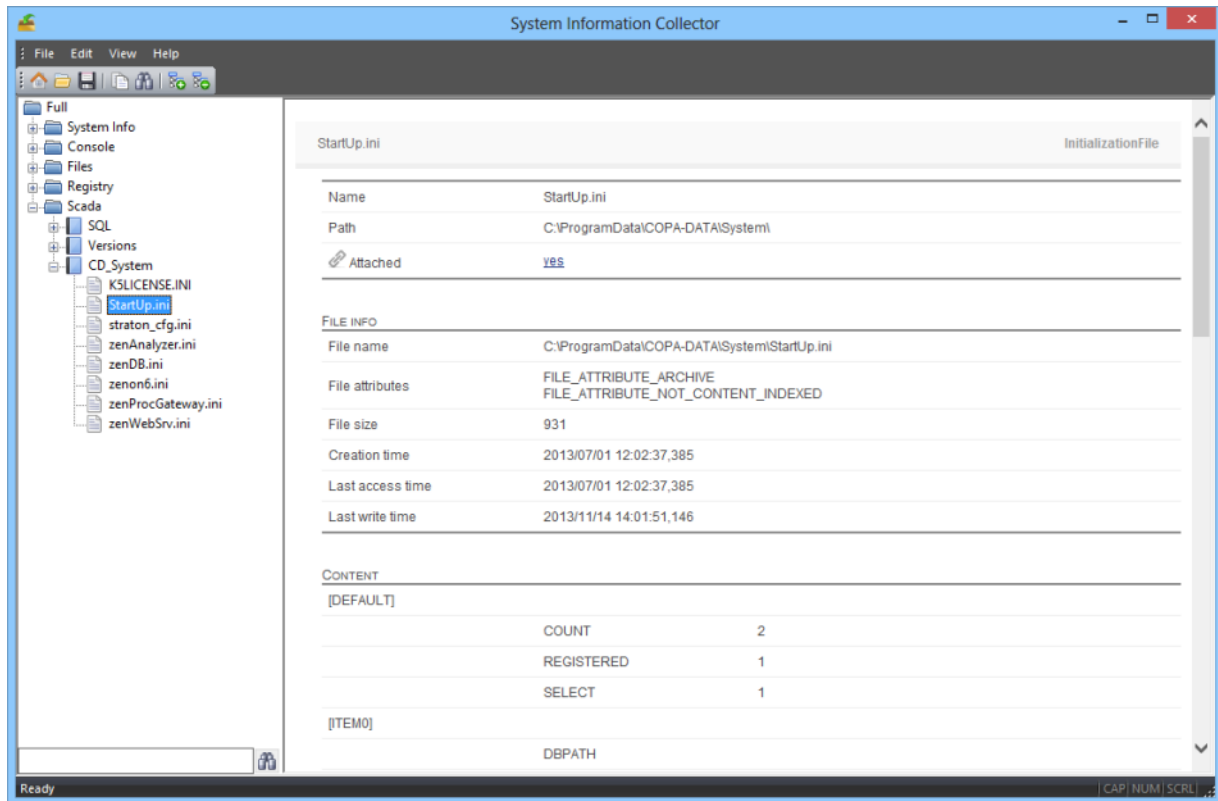 System Information Collector
File Edit View Help
Full
System Info
Console
Files
Registry
Scada
SQL
Versions
CD_System
K5LICENSE.INI
StartUp.ini
straton_cfg.ini
zenAnalyzer.ini
zenDB.ini
zenon6.ini
zenProcGateway.ini
zenWebSrv.ini
StartUp.ini InitializationFile
Name StartUp.ini
Path C:\ProgramData\COPA-DATA\System\
Attached yes
FILE INFO
File name C:\ProgramData\COPA-DATA\System\StartUp.ini
File attributes FILE_ATTRIBUTE_ARCHIVE
FILE_ATTRIBUTE_NOT_CONTENT_INDEXED
File size 931
Creation time 2013/07/01 12:02:37,385
Last access time 2013/07/01 12:02:37,385
Last write time 2013/11/14 14:01:51,146
CONTENT
[DEFAULT]
COUNT 2
REGISTERED 1
SELECT 1
[ITEM0]
DBPATH
Ready CAP NUM SCRL